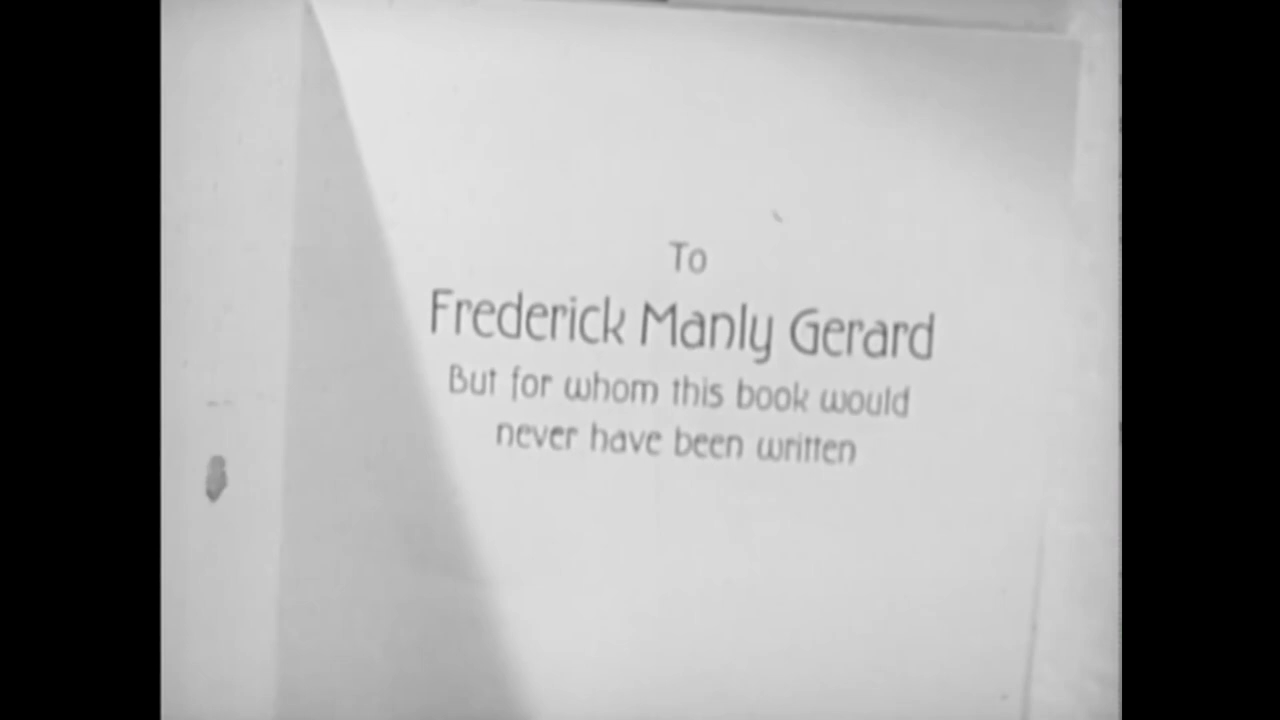 To
Frederick Manly Gerard
But for whom this book would
never have been written